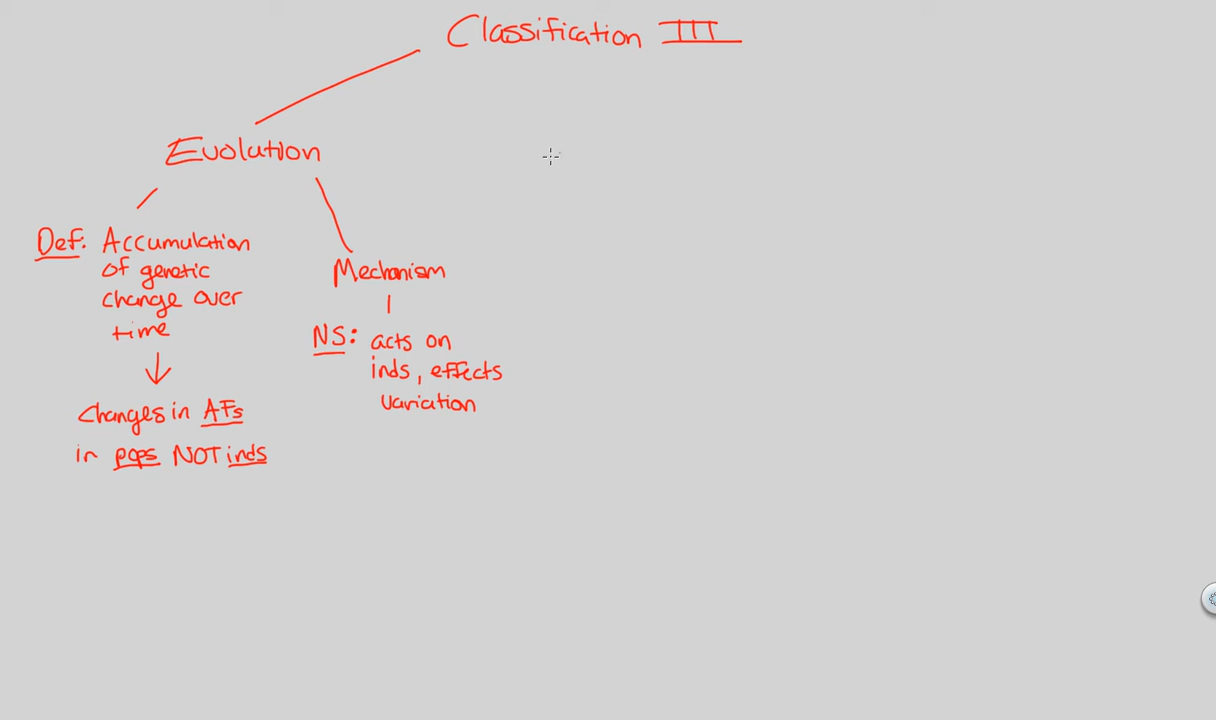 Classification III
Evolution
Def: Accumulation
of genetic
change over
time
Changes in AFs
in pops NOT inds
Mechanism
NS: acts on
inds, effects
variation